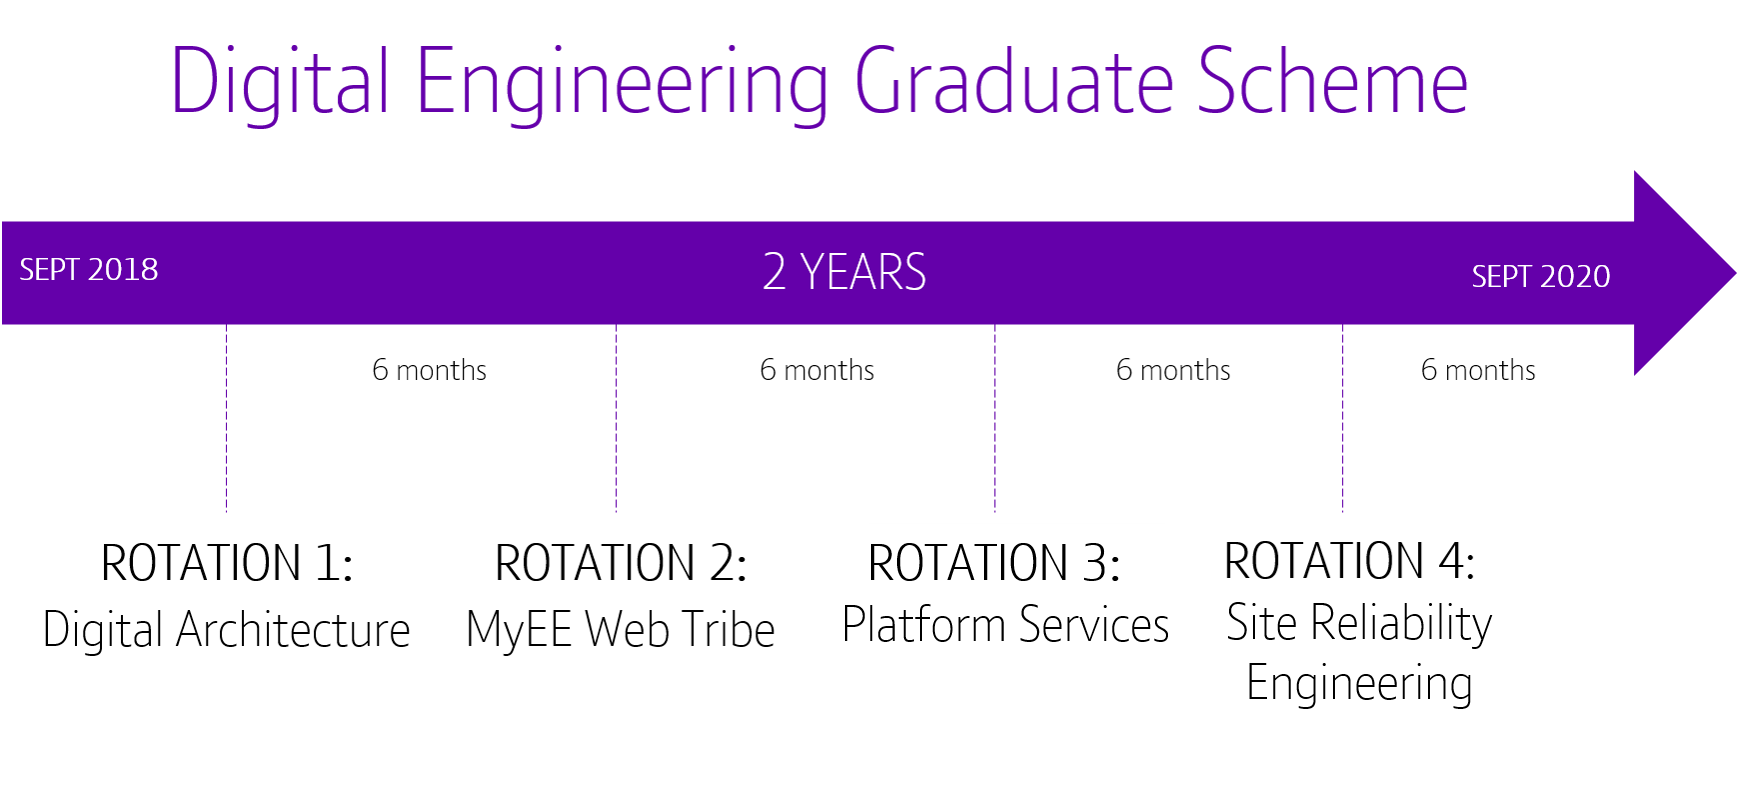 Digital Engineering Graduate Scheme
SEPT 2018
2 YEARS
SEPT 2020
6 months
6 months
6 months
6 months
ROTATION 1:
Digital Architecture
ROTATION 2:
MyEE Web Tribe
ROTATION 3:
Platform Services
ROTATION 4:
Site Reliability
Engineering